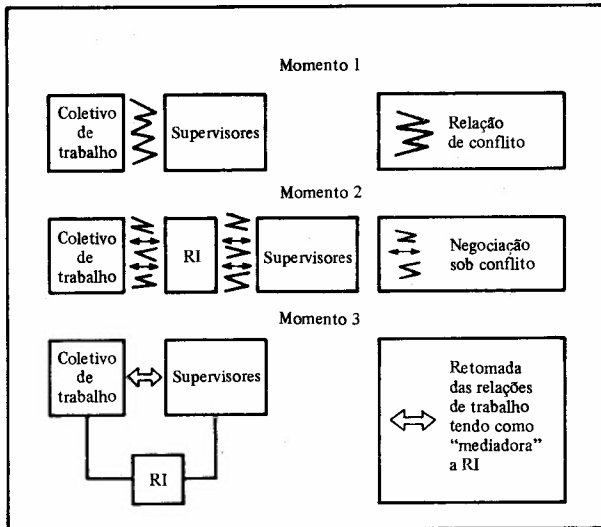 Momento 1
Coletivo
de
trabalho
Supervisores
Relação
de conflito
Momento 2
Coletivo
de
trabalho
RI
Supervisores
Negociação
sob conflito
Momento 3
Coletivo
de
trabalho
Supervisores
RI
Retomada
das relações
de trabalho
tendo como
“mediadora”
a RI